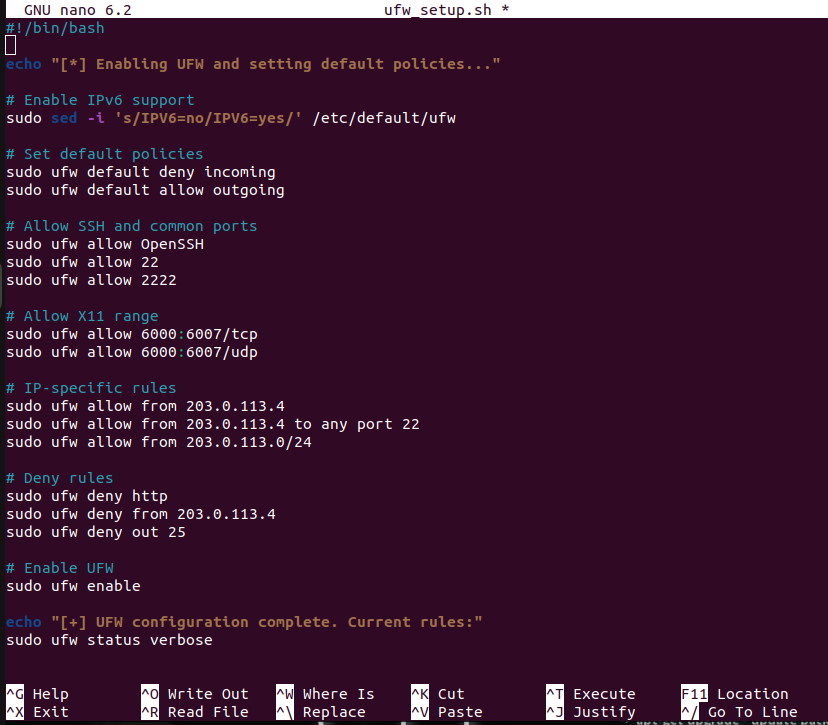 GNU nano 6.2 ufw_setup.sh *
#!/bin/bash
echo "[*] Enabling UFW and setting default policies..."
# Enable IPv6 support
sudo sed -i 's/IPV6=no/IPV6=yes/' /etc/default/ufw
# Set default policies
sudo ufw default deny incoming
sudo ufw default allow outgoing
# Allow SSH and common ports
sudo ufw allow OpenSSH
sudo ufw allow 22
sudo ufw allow 2222
# Allow X11 range
sudo ufw allow 6000:6007/tcp
sudo ufw allow 6000:6007/udp
# IP-specific rules
sudo ufw allow from 203.0.113.4
sudo ufw allow from 203.0.113.4 to any port 22
sudo ufw allow from 203.0.113.0/24
# Deny rules
sudo ufw deny http
sudo ufw deny from 203.0.113.4
sudo ufw deny out 25
# Enable UFW
sudo ufw enable
echo "[+] UFW configuration complete. Current rules:"
sudo ufw status verbose
^G Help ^O Write Out ^W Where Is ^K Cut ^T Execute F11 Location
^X Exit ^R Read File ^\ Replace ^V Paste ^J Justify ^/ Go To Line